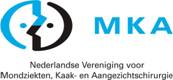 MKA
Nederlandse Vereniging voor
Mondziekten, Kaak- en Aangezichtschirurgie